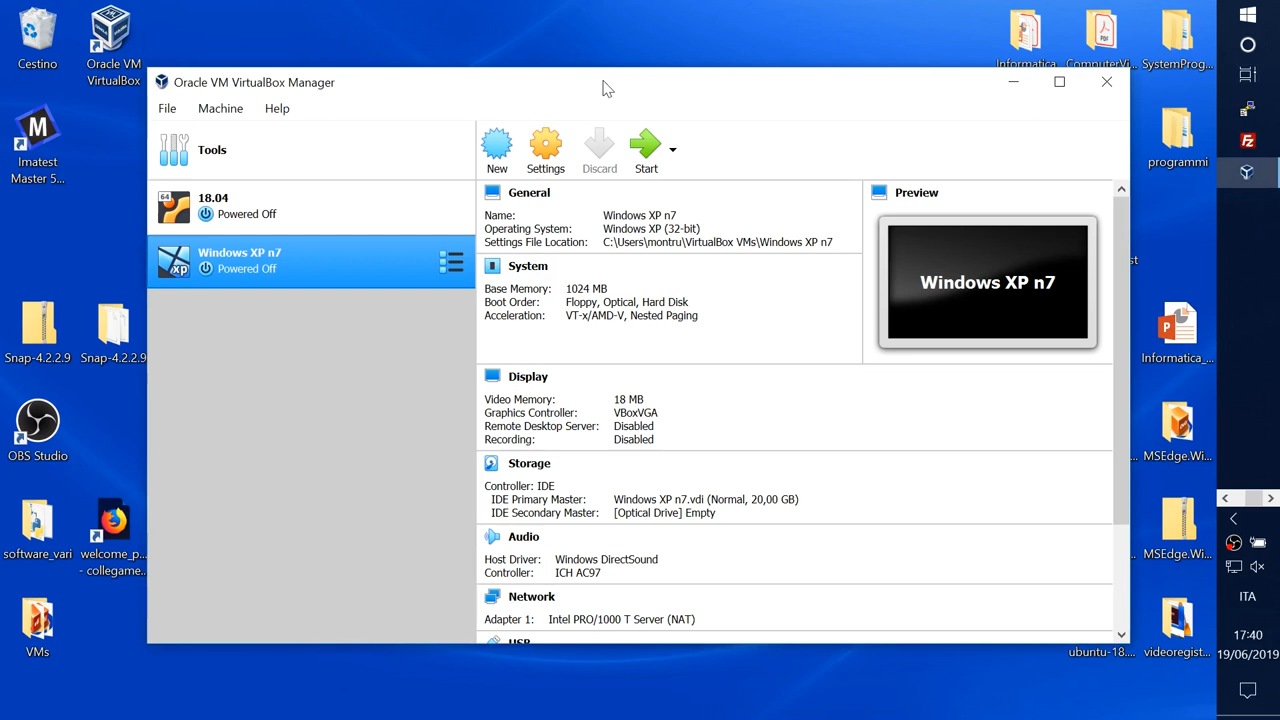 Cestino
Oracle VM
VirtualBox
Informatica
ComputerVi...
SystemProg...
Oracle VM VirtualBox Manager
File Machine Help
M
Imatest
Master 5...
Tools
New
Settings
Discard
Start
programmi
64
18.04
Powered Off
xp
Windows XP n7
Powered Off
General
Name: Windows XP n7
Operating System: Windows XP (32-bit)
Settings File Location: C:\Users\montru\VirtualBox VMs\Windows XP n7
Preview
Windows XP n7
System
Base Memory: 1024 MB
Boot Order: Floppy, Optical, Hard Disk
Acceleration: VT-x/AMD-V, Nested Paging
Display
Video Memory: 18 MB
Graphics Controller: VBoxVGA
Remote Desktop Server: Disabled
Recording: Disabled
Storage
Controller: IDE
IDE Primary Master: Windows XP n7.vdi (Normal, 20,00 GB)
IDE Secondary Master: [Optical Drive] Empty
Audio
Host Driver: Windows DirectSound
Controller: ICH AC97
Network
Adapter 1: Intel PRO/1000 T Server (NAT)
USB
Snap-4.2.2.9
Snap-4.2.2.9
OBS Studio
software_vari
welcome_p...
- collegame...
VMs
st
Informatica_...
MSEdge.Wi...
MSEdge.Wi...
ubuntu-18....
videoregist...
ITA
17:40
19/06/2019